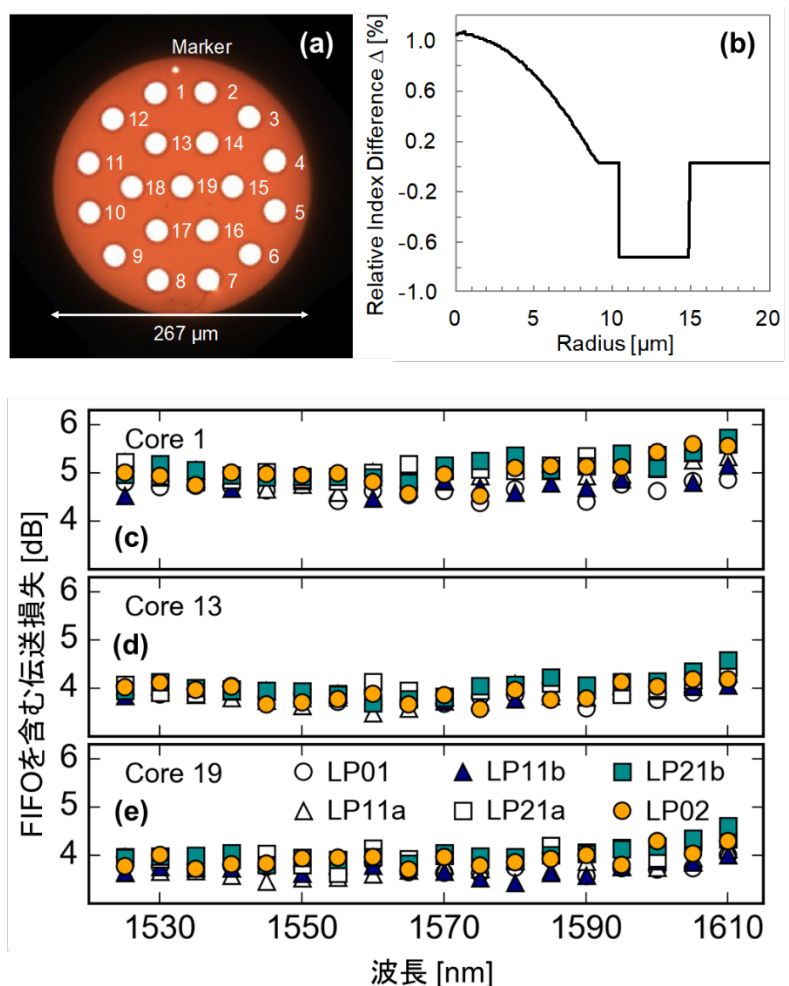 (a)
Marker
1 2
12 3
13 14
11 4
18 19 15
10 5
17 16
9 6
8 7
267 µm
(b)
Relative Index Difference Δ [%]
1.0
0.6
0.2
-0.2
-0.6
-1.0
0 5 10 15 20
Radius [µm]
FIFOを含む伝送損失 [dB]
Core 1
6
5
4
(c)
Core 13
6
5
4
(d)
Core 19
6
(e)
4
5
LP01 LP11b LP21b
LP11a LP21a LP02
1530 1550 1570 1590 1610
波長 [nm]